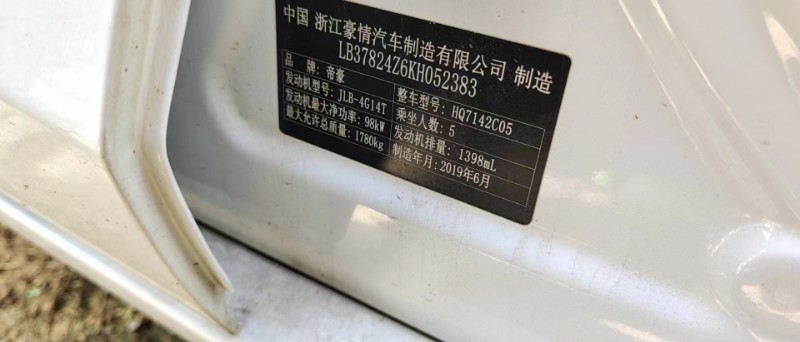 中国 浙江豪情汽车制造有限公司 制造
LB37824Z6KH052383
品牌: 帝豪 整车型号: HQ7142C05
发动机型号: JLB-4G14T 乘坐人数: 5
发动机最大净功率: 98kW 发动机排量: 1398mL
最大允许总质量: 1780kg 制造年月: 2019年6月